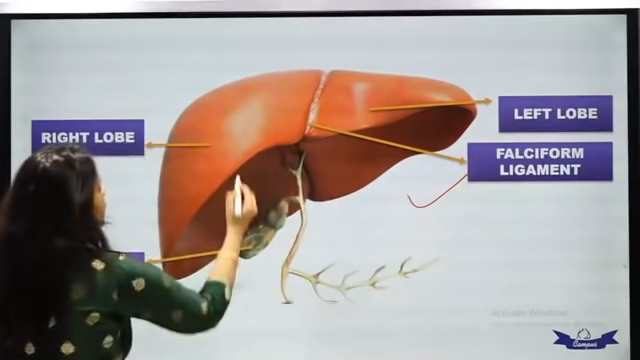 RIGHT LOBE
LEFT LOBE
FALCIFORM
LIGAMENT
Activate Windows
Campus